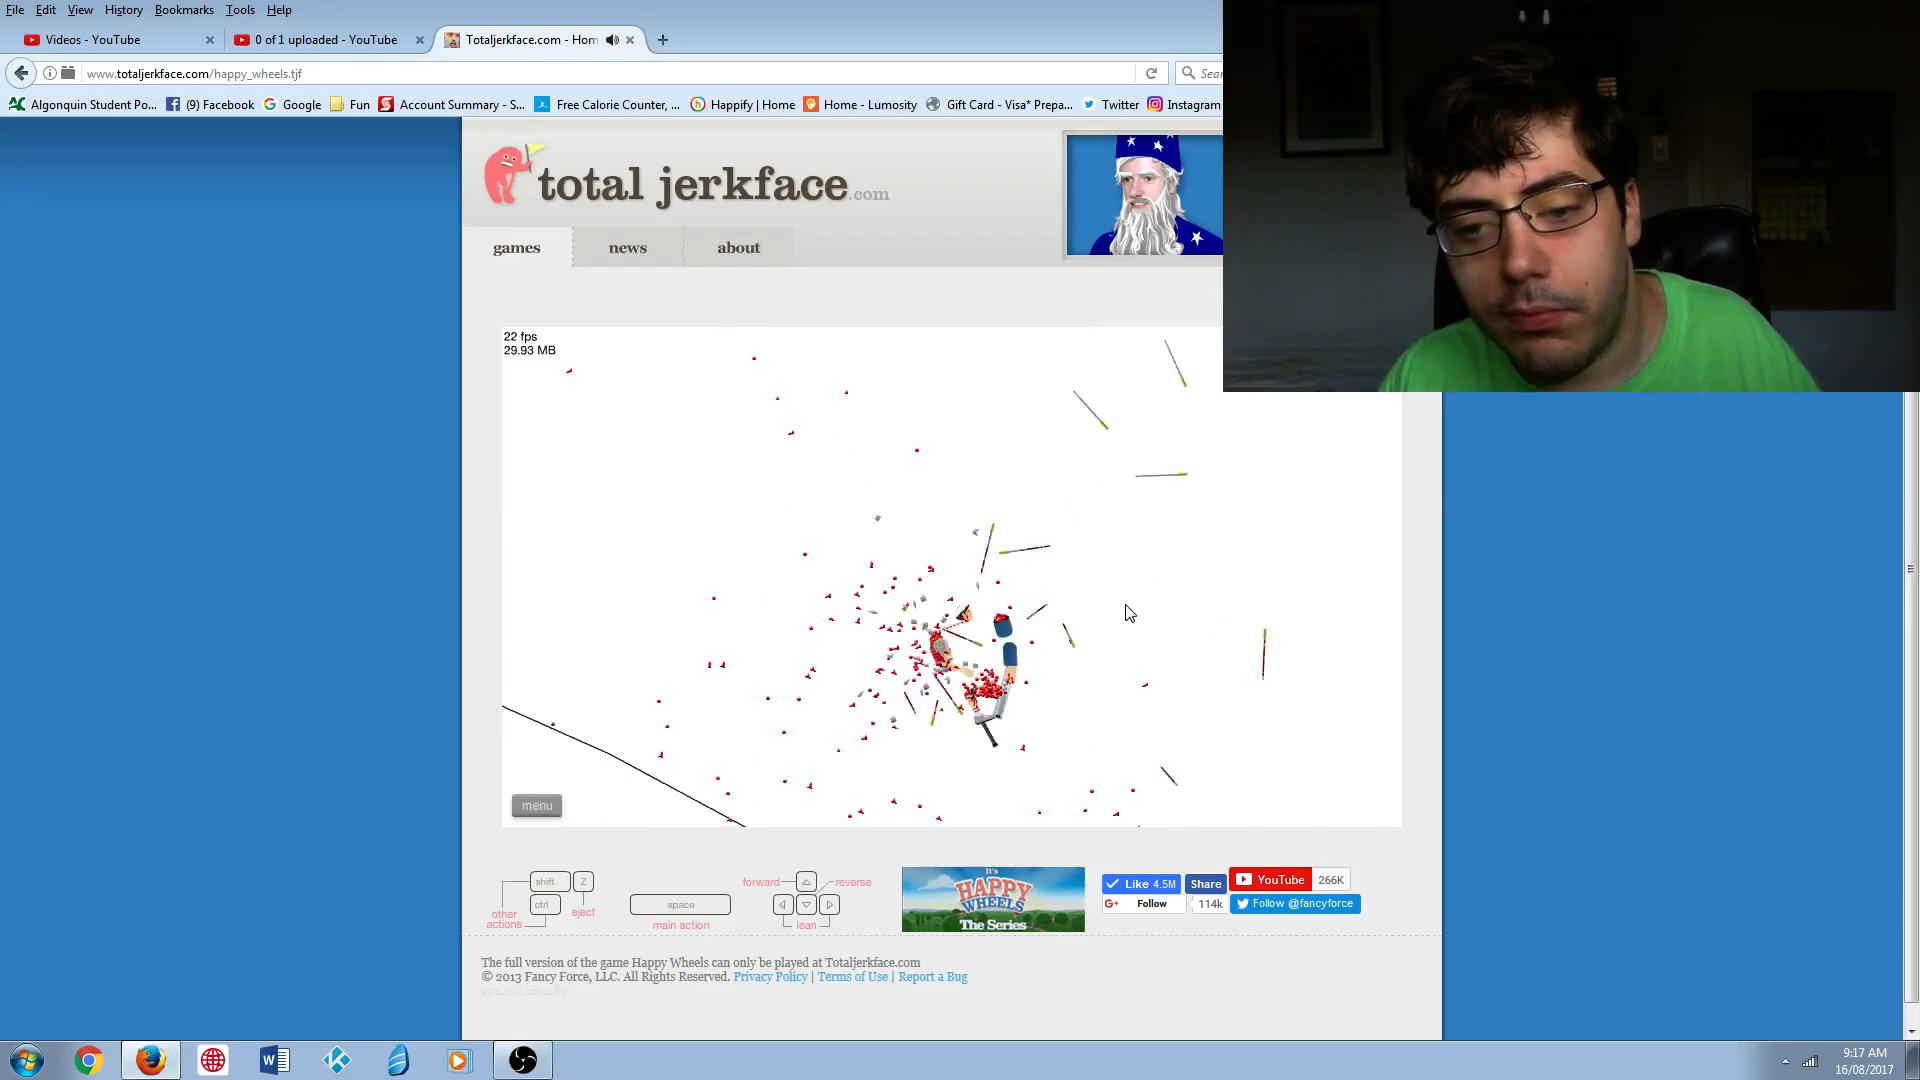 File Edit View History Bookmarks Tools Help
Videos - YouTube
0 of 1 uploaded - YouTube
Totaljerkface.com - Hom
www.totaljerkface.com/happy_wheels.tjf
Sear
Algonquin Student Po... (9) Facebook Google Fun Account Summary - S... Free Calorie Counter, ... Happify | Home Home - Lumosity Gift Card - Visa* Prepa... Twitter Instagram
total jerkface.com
games news about
22 fps
29.93 MB
menu
shift Z
ctrl
other actions
eject
space
main action
forward
reverse
lean
IT'S
HAPPY WHEELS
The Series
Like 4.5M Share YouTube 266K
G+ Follow 114k Follow @fancyforce
The full version of the game Happy Wheels can only be played at Totaljerkface.com
© 2013 Fancy Force, LLC. All Rights Reserved. Privacy Policy | Terms of Use | Report a Bug
9:17 AM
16/08/2017